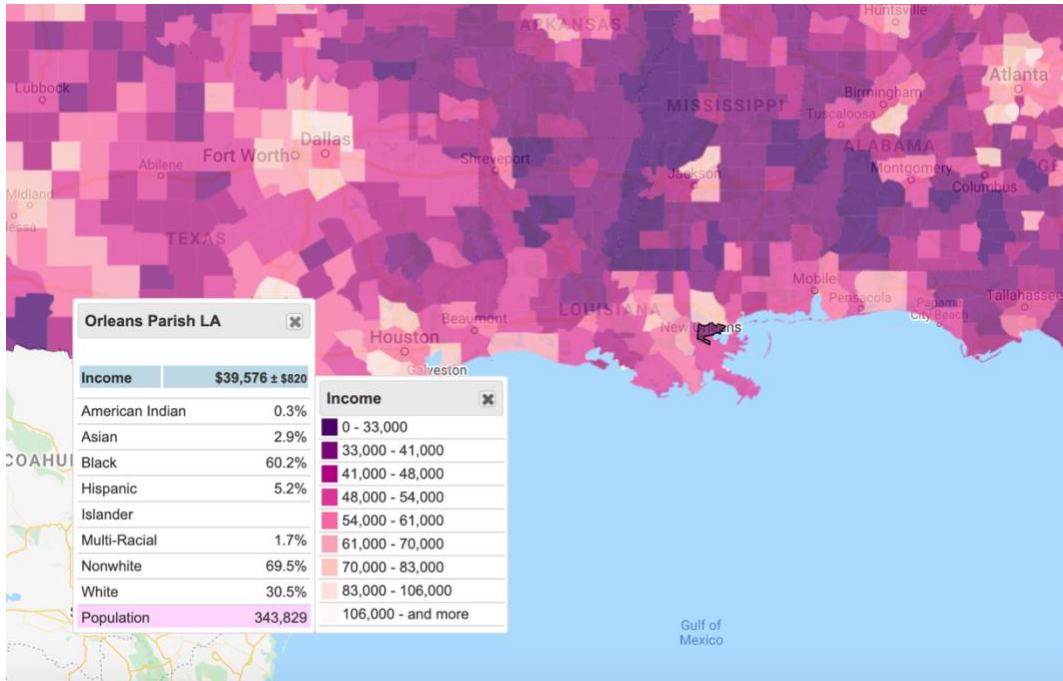 ARKANSAS
Huntsville
Lubbock
Atlanta
Birmingham
MISSISSIPPI
Tuscaloosa
Dallas
Fort Worth
ALABAMA
Abilene
Shreveport
Jackson
Montgomery
GE
Columbus
Midland
TEXAS
Mobile
Pensacola
Tallahassee
Panama
City Beach
LOUISIANA
Beaumont
New Orleans
Houston
Galveston
Orleans Parish LA
Income $39,576 ± $820
American Indian 0.3%
Asian 2.9%
Black 60.2%
Hispanic 5.2%
Islander
Multi-Racial 1.7%
Nonwhite 69.5%
White 30.5%
Population 343,829
COAHUI
Income
0 - 33,000
33,000 - 41,000
41,000 - 48,000
48,000 - 54,000
54,000 - 61,000
61,000 - 70,000
70,000 - 83,000
83,000 - 106,000
106,000 - and more
Gulf of
Mexico